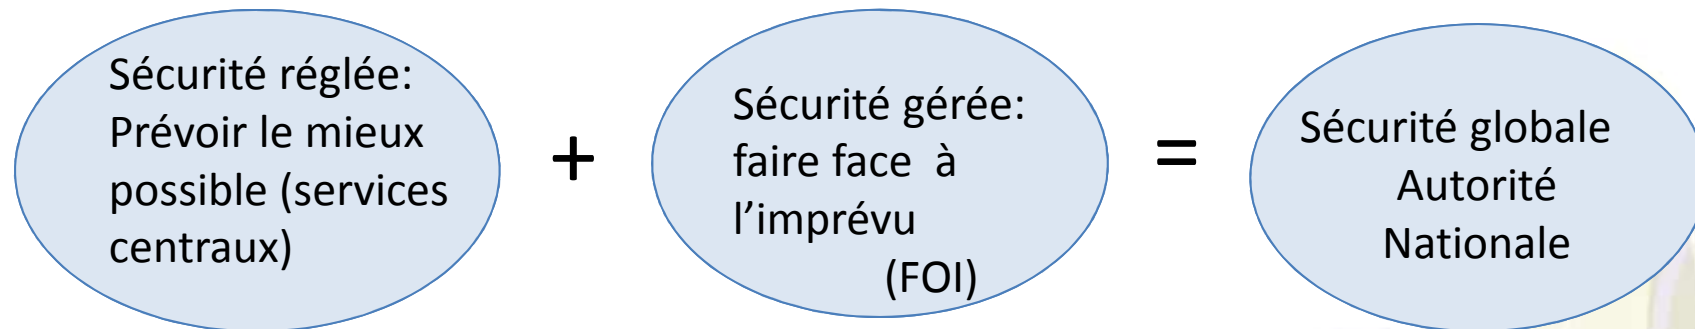 Sécurité réglée:
Prévoir le mieux
possible (services
centraux)
+
Sécurité gérée:
faire face  à
l’imprévu
(FOI)
=
Sécurité globale
Autorité
Nationale